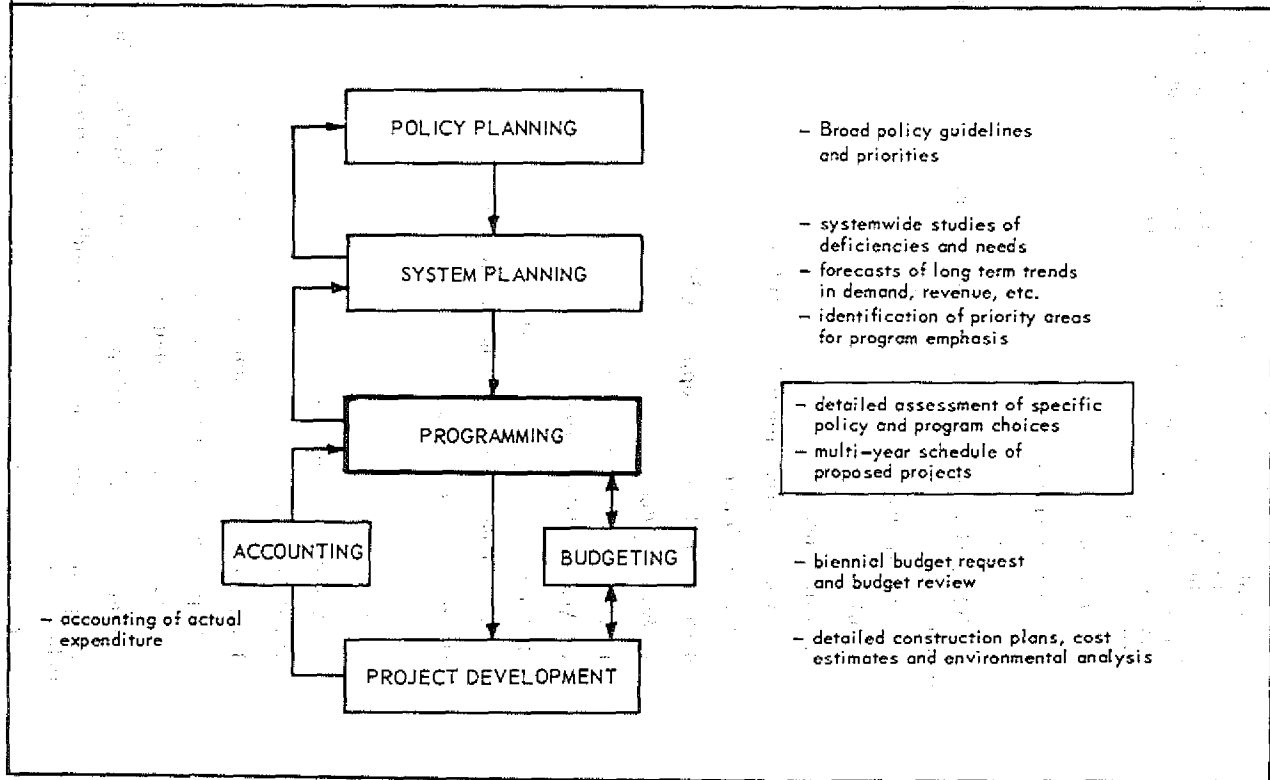 POLICY PLANNING
– Broad policy guidelines
and priorities
SYSTEM PLANNING
– systemwide studies of
deficiencies and needs
– forecasts of long term trends
in demand, revenue, etc.
– identification of priority areas
for program emphasis
PROGRAMMING
– detailed assessment of specific
policy and program choices
– multi-year schedule of
proposed projects
ACCOUNTING
BUDGETING
– biennial budget request
and budget review
– accounting of actual
expenditure
PROJECT DEVELOPMENT
– detailed construction plans, cost
estimates and environmental analysis